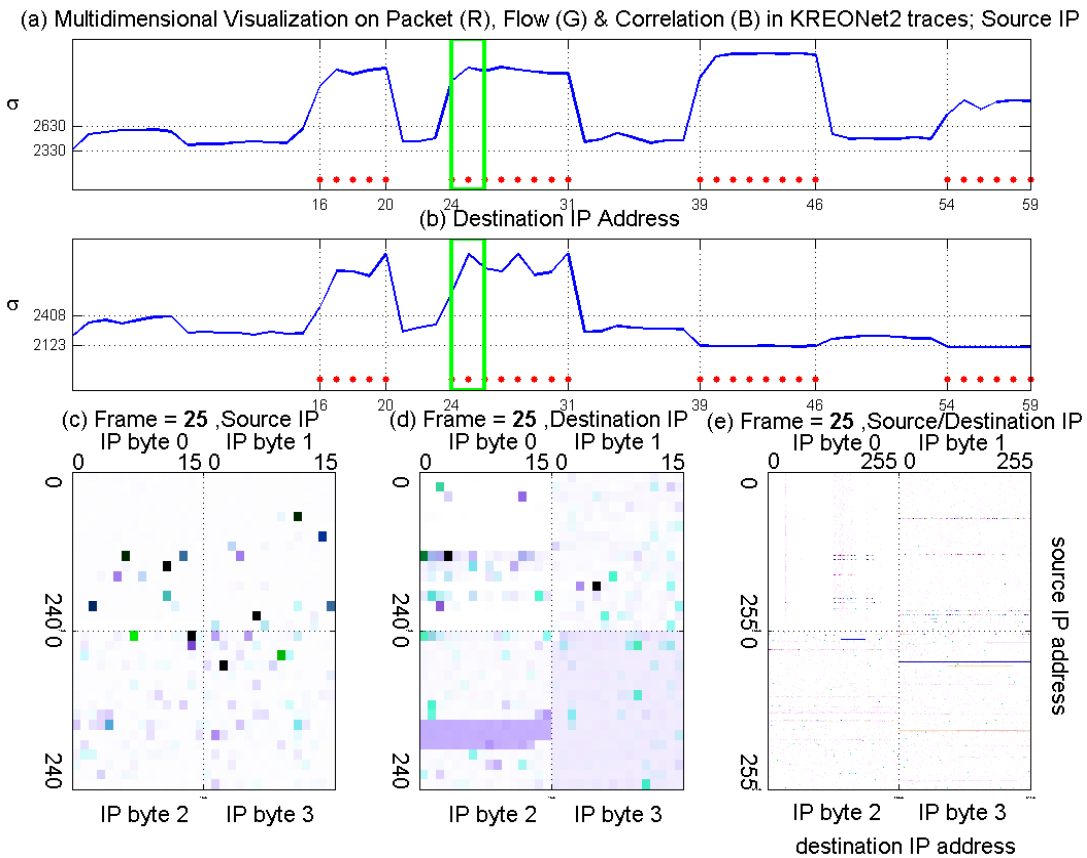 (a) Multidimensional Visualization on Packet (R), Flow (G) & Correlation (B) in KREONet2 traces; Source IP
σ
2630
2330
16 20 24 31 39 46 54 59
(b) Destination IP Address
σ
2408
2123
16 20 24 31 39 46 54 59
(c) Frame = 25 ,Source IP
IP byte 0 IP byte 1
0 15 0 15
0
240
0
240
IP byte 2 IP byte 3
(d) Frame = 25 ,Destination IP
IP byte 0 IP byte 1
0 15 0 15
0
240
0
240
IP byte 2 IP byte 3
(e) Frame = 25 ,Source/Destination IP
IP byte 0 IP byte 1
0 255 0 255
0
255
0
255
source IP address
IP byte 2 IP byte 3
destination IP address